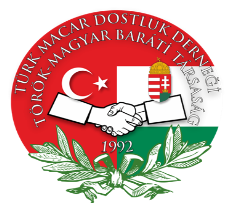 TÜRK MACAR DOSTLUK DERNEĞİ
TÖRÖK-MAGYAR BARÁTI TÁRSASÁG
1992